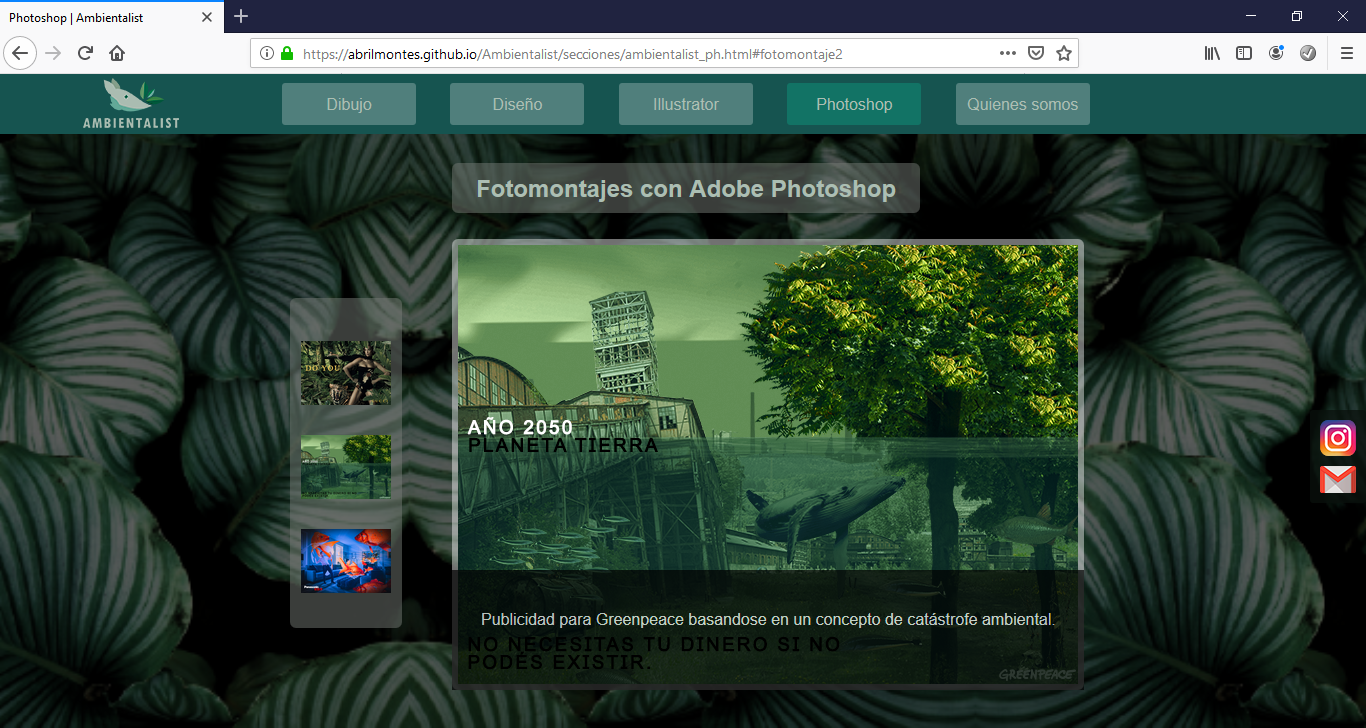 Photoshop | Ambientalist
https://abrilmontes.github.io/Ambientalist/secciones/ambientalist_ph.html#fotomontaje2
AMBIENTALIST
Dibujo
Diseño
Illustrator
Photoshop
Quienes somos
Fotomontajes con Adobe Photoshop
DO YOU
AÑO 2050
PLANETA TIERRA
Publicidad para Greenpeace basandose en un concepto de catástrofe ambiental.
NO NECESITAS TU DINERO SI NO
PODÉS EXISTIR.
GREENPEACE